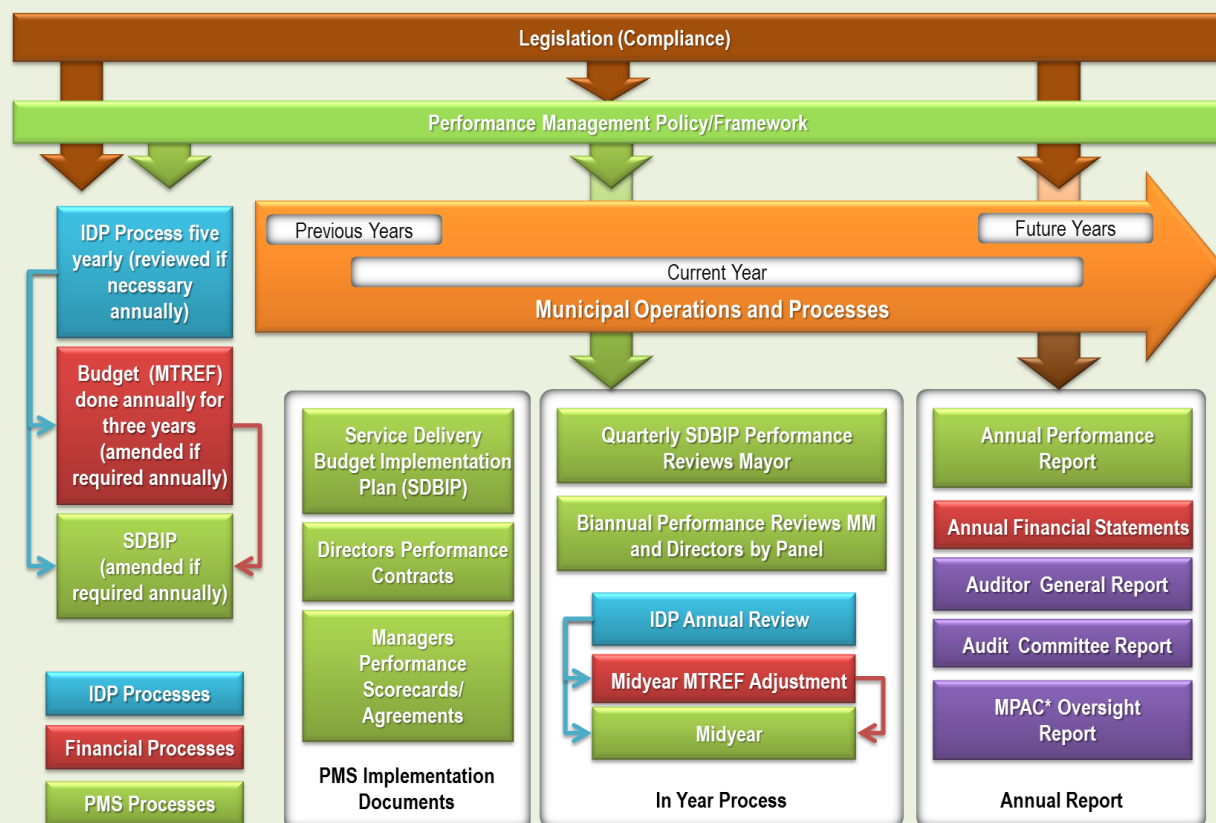 Legislation (Compliance)
Performance Management Policy/Framework
IDP Process five
yearly (reviewed if
necessary
annually)
Budget (MTREF)
done annually for
three years
(amended if
required annually)
SDBIP
(amended if
required annually)
IDP Processes
Financial Processes
PMS Processes
Previous Years
Future Years
Current Year
Municipal Operations and Processes
Service Delivery
Budget Implementation
Plan (SDBIP)
Directors Performance
Contracts
Managers
Performance
Scorecards/
Agreements
PMS Implementation
Documents
Quarterly SDBIP Performance
Reviews Mayor
Biannual Performance Reviews MM
and Directors by Panel
IDP Annual Review
Midyear MTREF Adjustment
Midyear
In Year Process
Annual Performance
Report
Annual Financial Statements
Auditor General Report
Audit Committee Report
MPAC* Oversight
Report
Annual Report